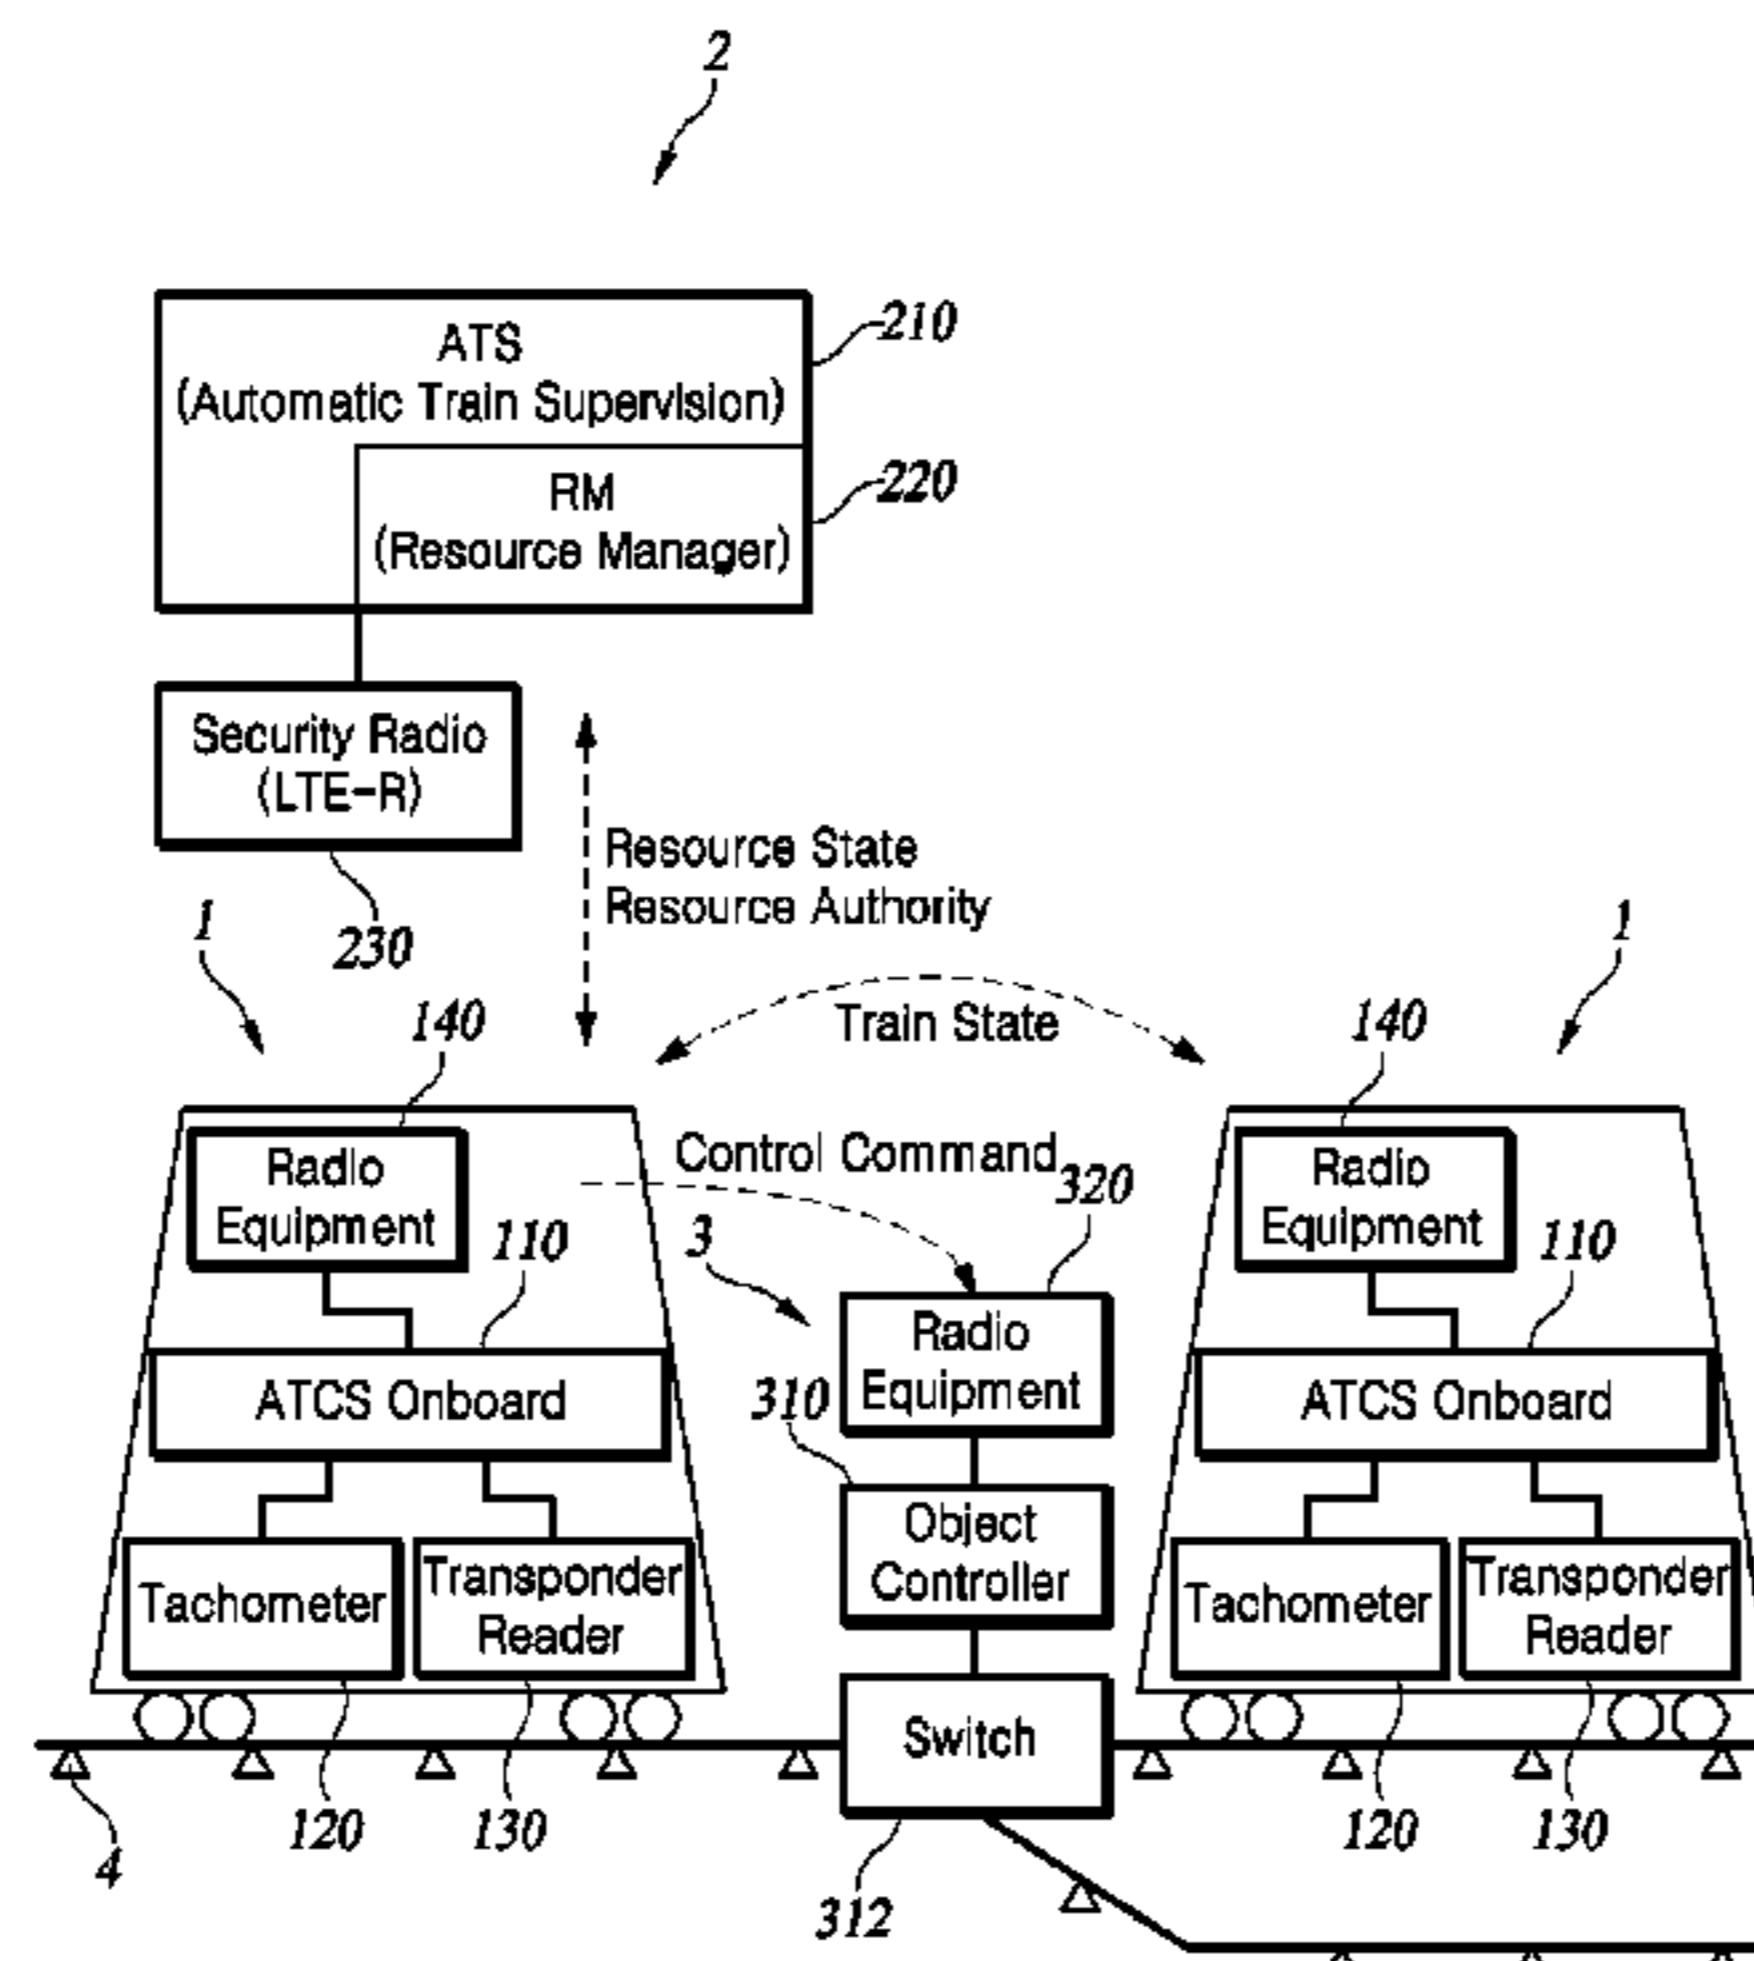 2
ATS
(Automatic Train Supervision)
210
RM
(Resource Manager)
220
Security Radio
(LTE-R)
230
Resource State
Resource Authority
1
1
140
Train State
140
Radio
Equipment
Control Command
320
Radio
Equipment
110
3
110
Radio
Equipment
310
ATCS Onboard
ATCS Onboard
Object
Controller
Tachometer
Transponder
Reader
Tachometer
Transponder
Reader
Switch
4
120
130
312
120
130